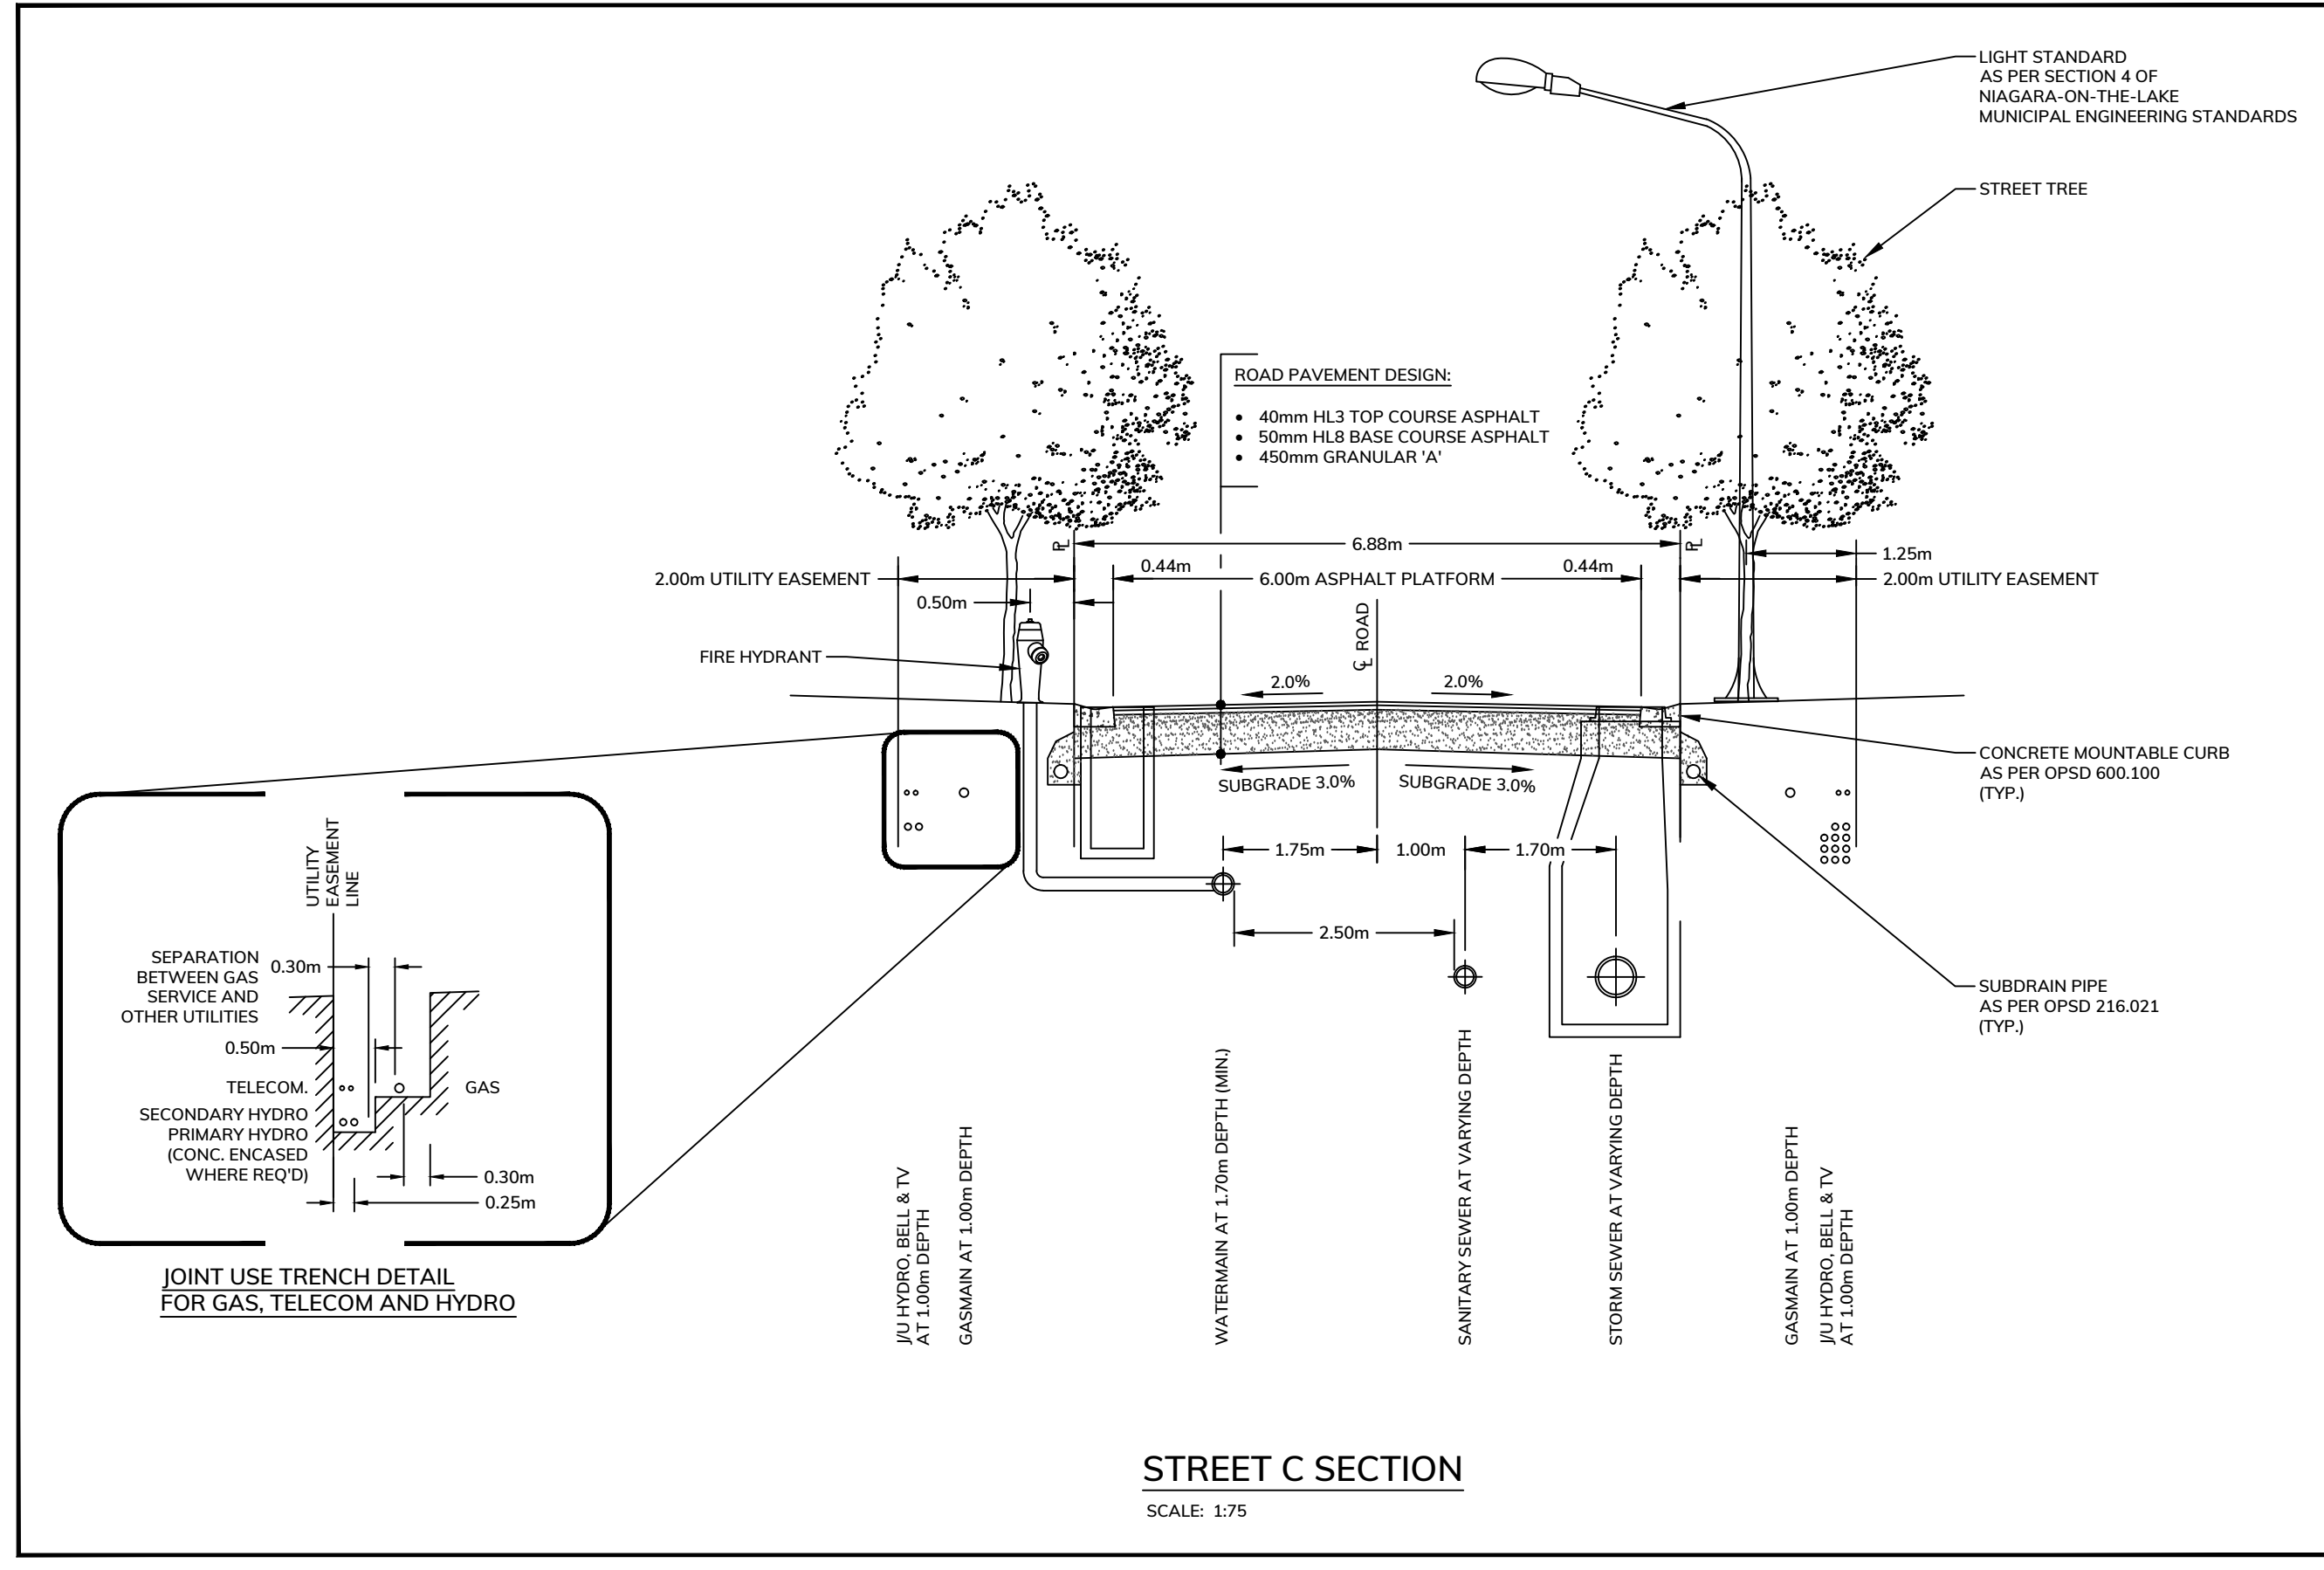 LIGHT STANDARD
AS PER SECTION 4 OF
NIAGARA-ON-THE-LAKE
MUNICIPAL ENGINEERING STANDARDS
STREET TREE
ROAD PAVEMENT DESIGN:
• 40mm HL3 TOP COURSE ASPHALT
• 50mm HL8 BASE COURSE ASPHALT
• 450mm GRANULAR 'A'
PL
6.88m
PL
1.25m
2.00m UTILITY EASEMENT
0.44m
6.00m ASPHALT PLATFORM
0.44m
2.00m UTILITY EASEMENT
0.50m
CL ROAD
FIRE HYDRANT
2.0%
2.0%
CONCRETE MOUNTABLE CURB
AS PER OPSD 600.100
(TYP.)
SUBGRADE 3.0%
SUBGRADE 3.0%
1.75m
1.00m
1.70m
2.50m
SUBDRAIN PIPE
AS PER OPSD 216.021
(TYP.)
UTILITY
EASEMENT
LINE
SEPARATION
BETWEEN GAS
SERVICE AND
OTHER UTILITIES
0.30m
0.50m
TELECOM.
GAS
SECONDARY HYDRO
PRIMARY HYDRO
(CONC. ENCASED
WHERE REQ'D)
0.30m
0.25m
JOINT USE TRENCH DETAIL
FOR GAS, TELECOM AND HYDRO
J/U HYDRO, BELL & TV
AT 1.00m DEPTH
GASMAIN AT 1.00m DEPTH
WATERMAIN AT 1.70m DEPTH (MIN.)
SANITARY SEWER AT VARYING DEPTH
STORM SEWER AT VARYING DEPTH
GASMAIN AT 1.00m DEPTH
J/U HYDRO, BELL & TV
AT 1.00m DEPTH
STREET C SECTION
SCALE: 1:75